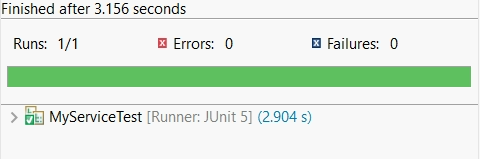 Finished after 3.156 seconds
Runs: 1/1 Errors: 0 Failures: 0
MyServiceTest [Runner: JUnit 5] (2.904 s)